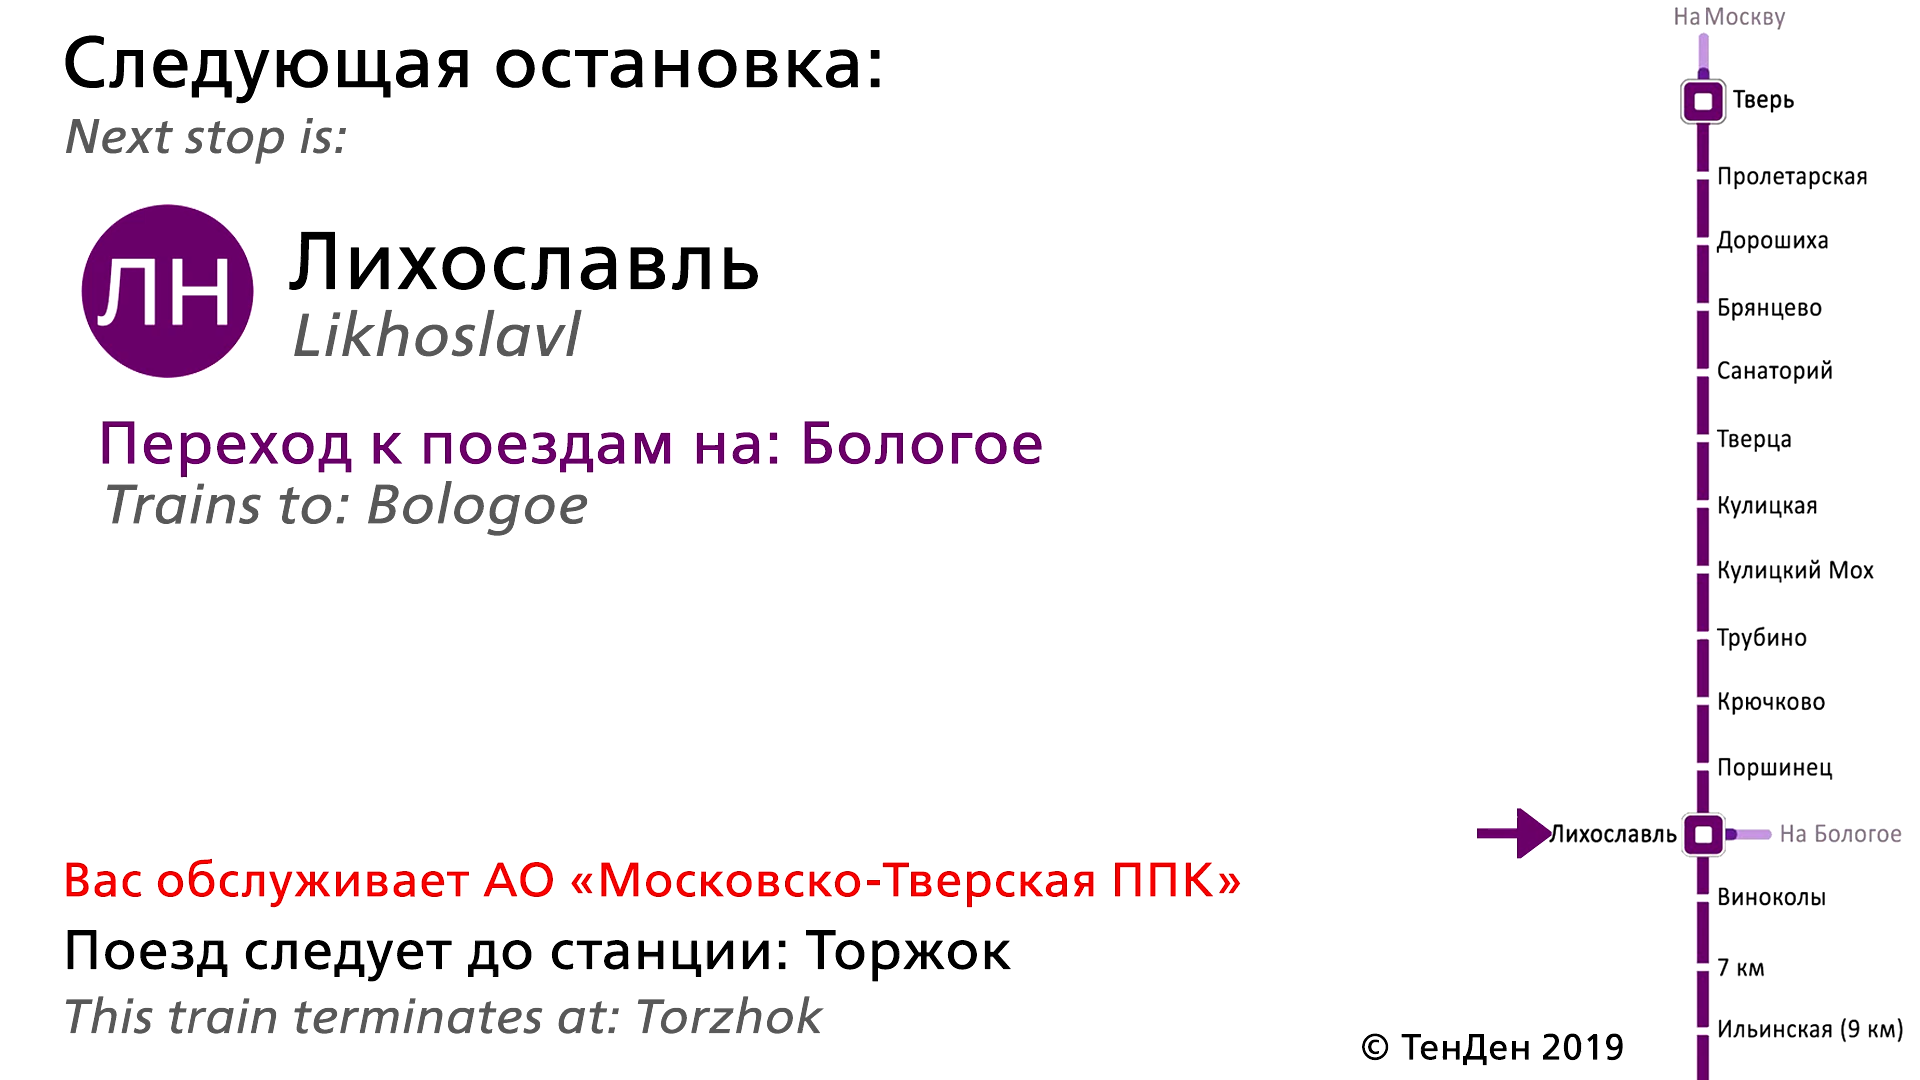 Следующая остановка:
Next stop is:
ЛН
Лихославль
Likhoslavl
Переход к поездам на: Бологое
Trains to: Bologoe
Вас обслуживает АО «Московско-Тверская ППК»
Поезд следует до станции: Торжок
This train terminates at: Torzhok
© ТенДен 2019
На Москву
Тверь
Пролетарская
Дорошиха
Брянцево
Санаторий
Тверца
Кулицкая
Кулицкий Мох
Трубино
Крючково
Поршинец
Лихославль
На Бологое
Виноколы
7 км
Ильинская (9 км)